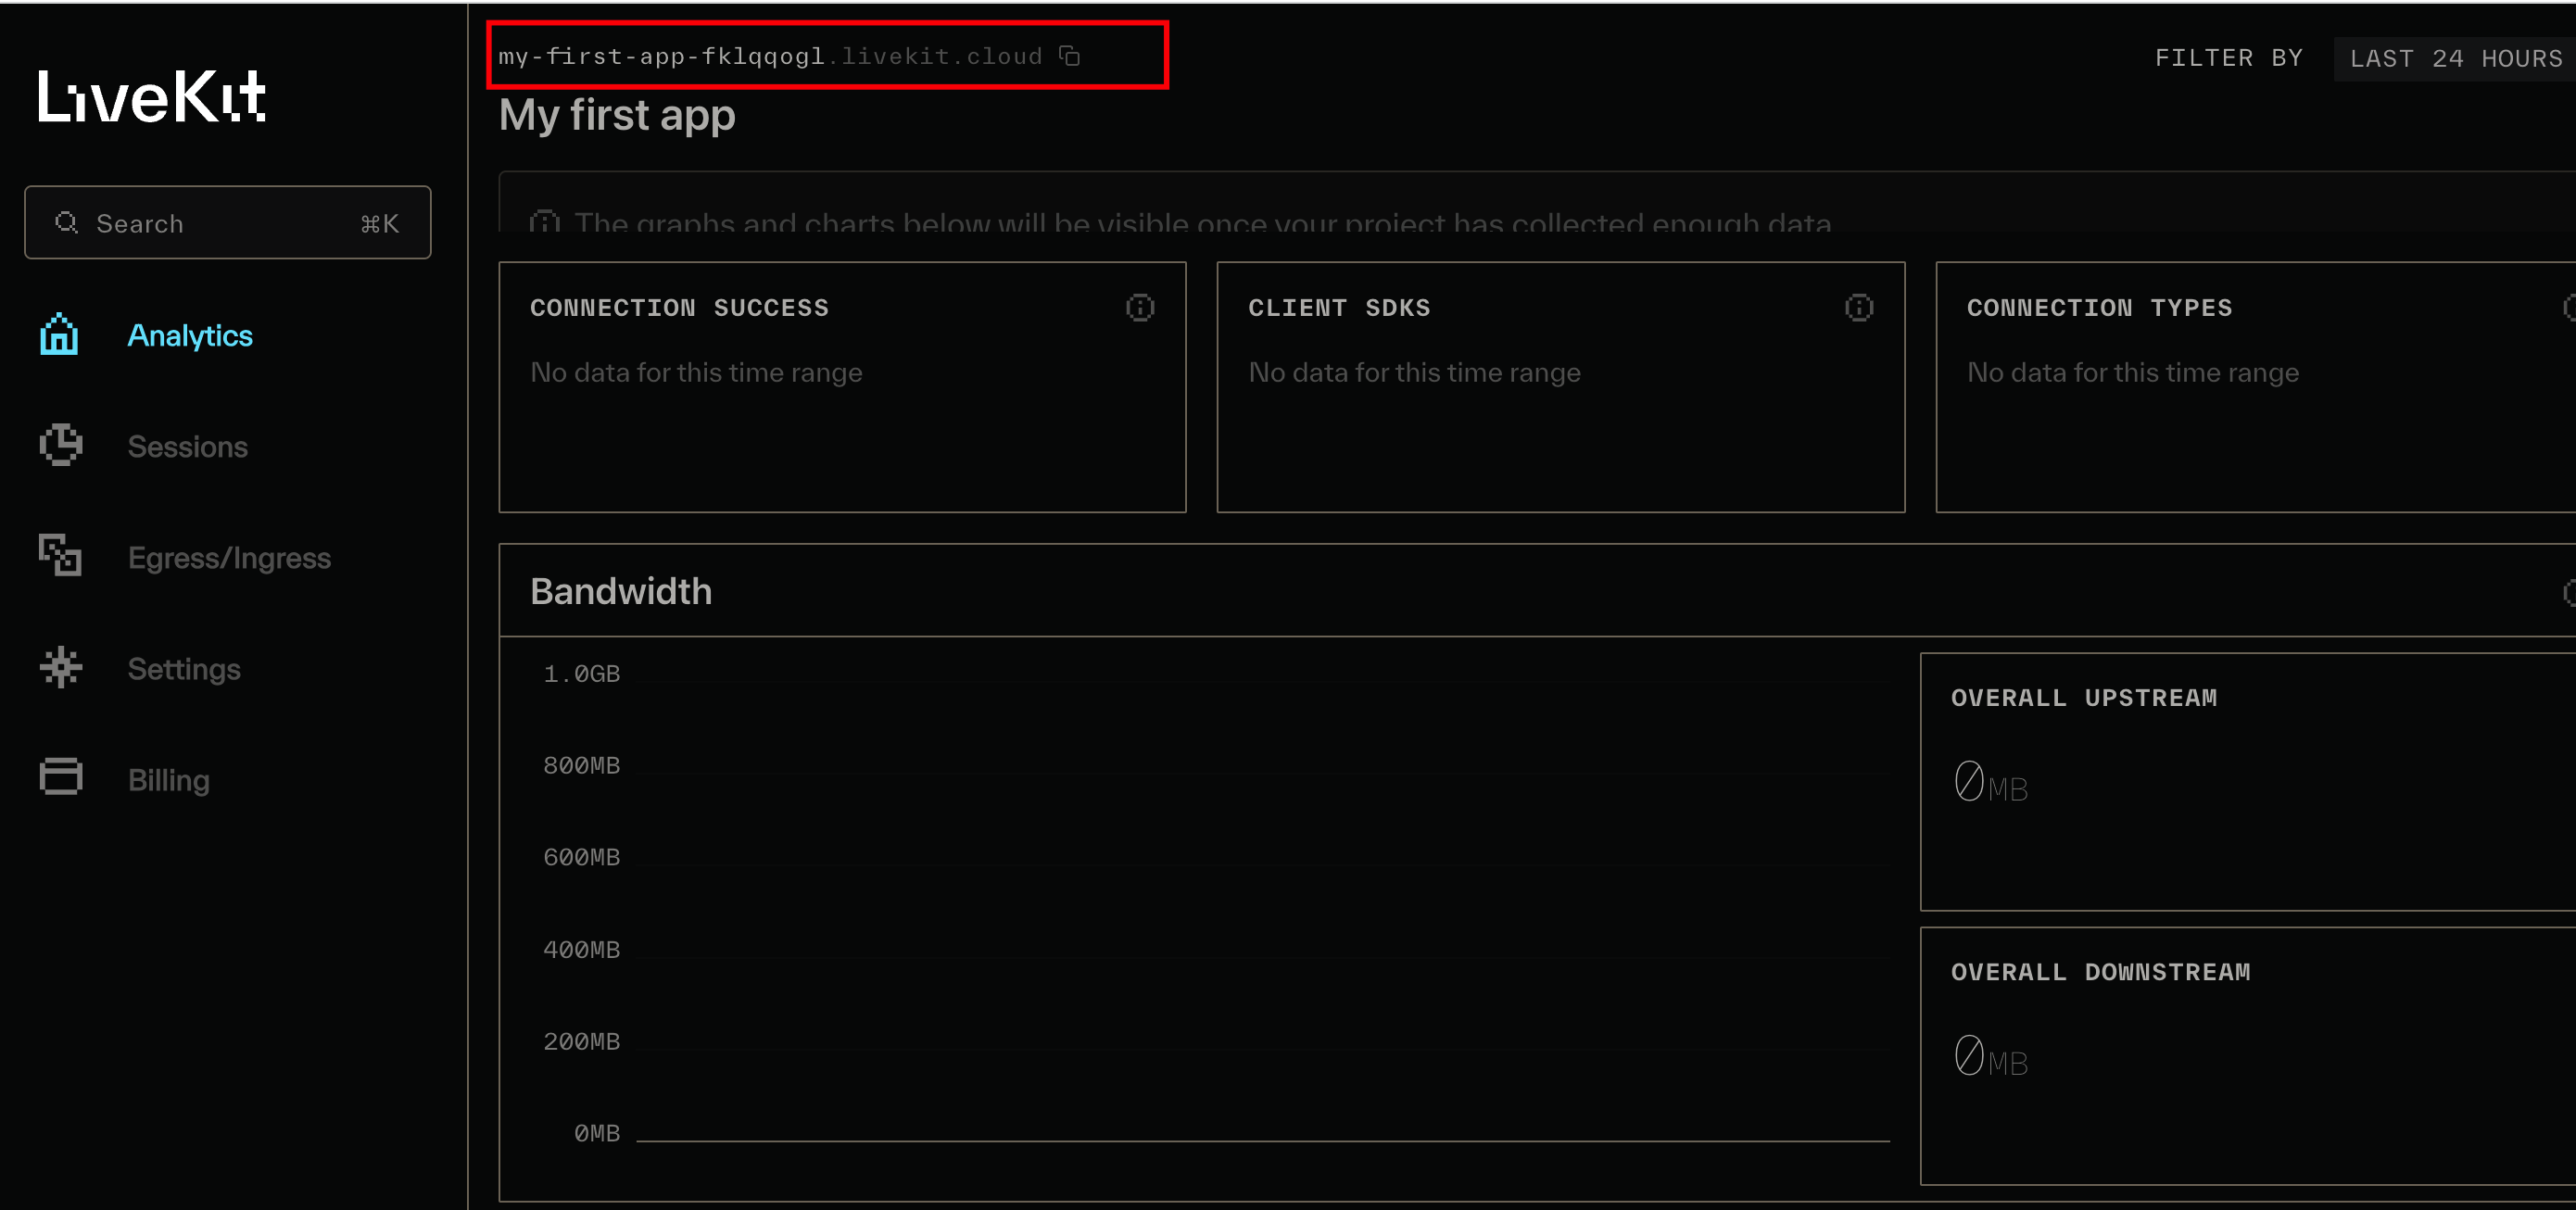 LiveKit
Search ⌘K
Analytics
Sessions
Egress/Ingress
Settings
Billing
my-first-app-fklqqogl.livekit.cloud
FILTER BY LAST 24 HOURS
My first app
The graphs and charts below will be visible once your project has collected enough data
CONNECTION SUCCESS
No data for this time range
CLIENT SDKS
No data for this time range
CONNECTION TYPES
No data for this time range
Bandwidth
1.0GB
800MB
600MB
400MB
200MB
0MB
OVERALL UPSTREAM
0MB
OVERALL DOWNSTREAM
0MB